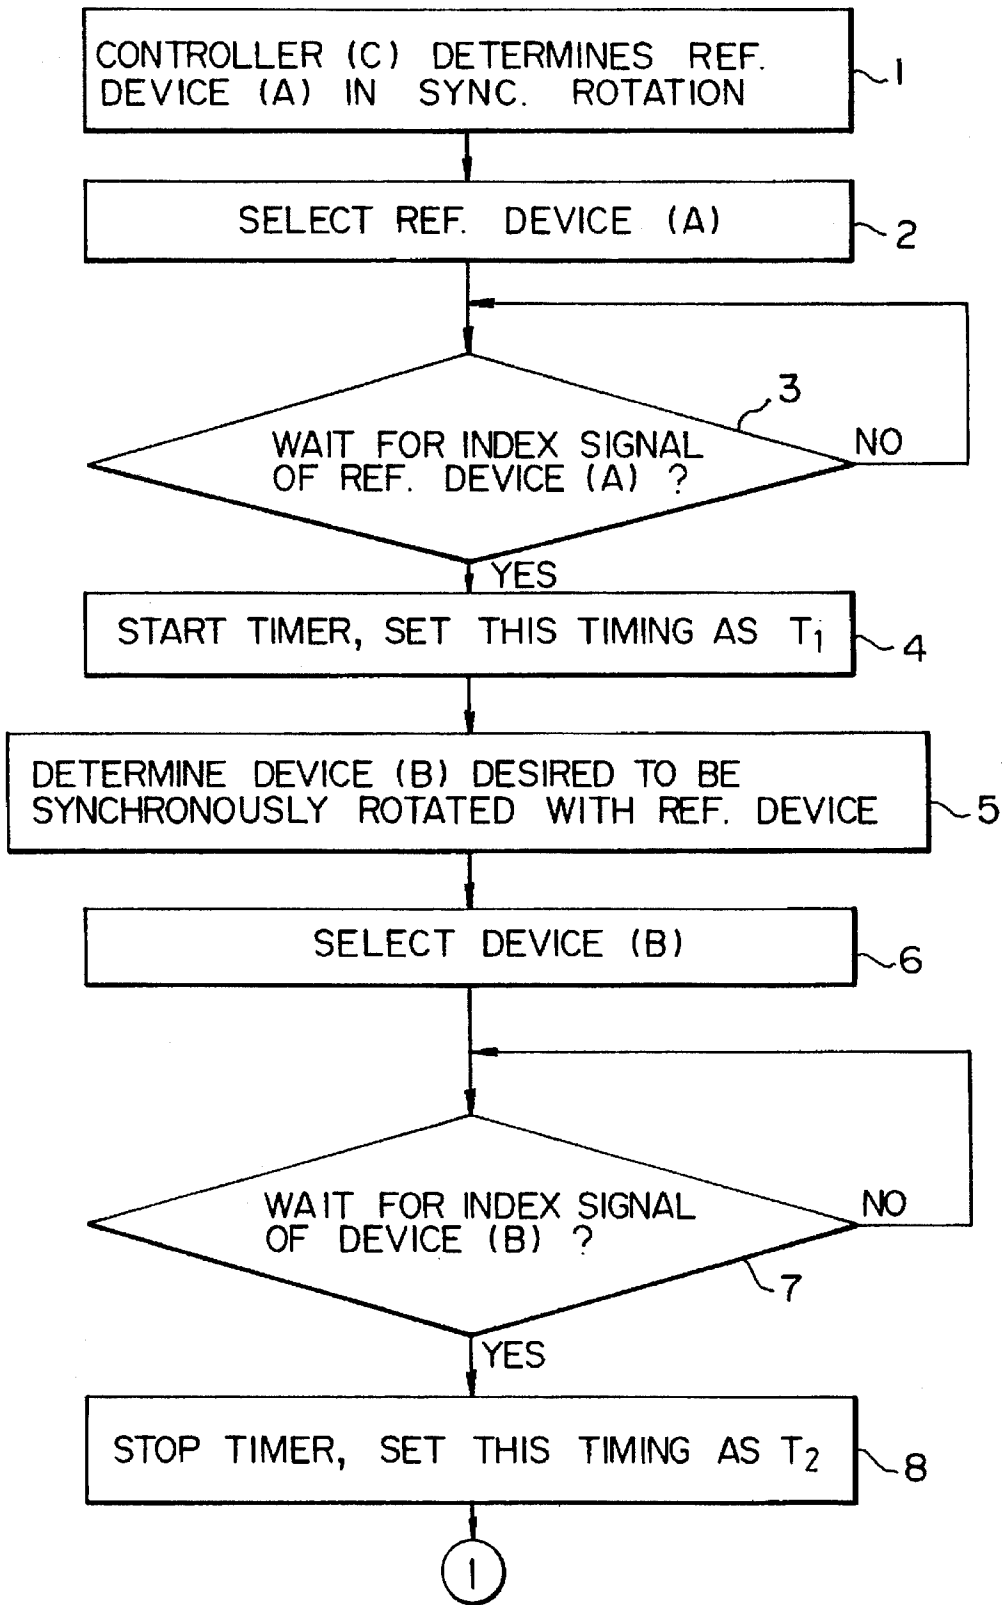 CONTROLLER (C) DETERMINES REF.
DEVICE (A) IN SYNC. ROTATION
1
SELECT REF. DEVICE (A)
2
3
WAIT FOR INDEX SIGNAL
OF REF. DEVICE (A) ?
NO
YES
START TIMER, SET THIS TIMING AS T1
4
DETERMINE DEVICE (B) DESIRED TO BE
SYNCHRONOUSLY ROTATED WITH REF. DEVICE
5
SELECT DEVICE (B)
6
WAIT FOR INDEX SIGNAL
OF DEVICE (B) ?
NO
7
YES
STOP TIMER, SET THIS TIMING AS T2
8
1